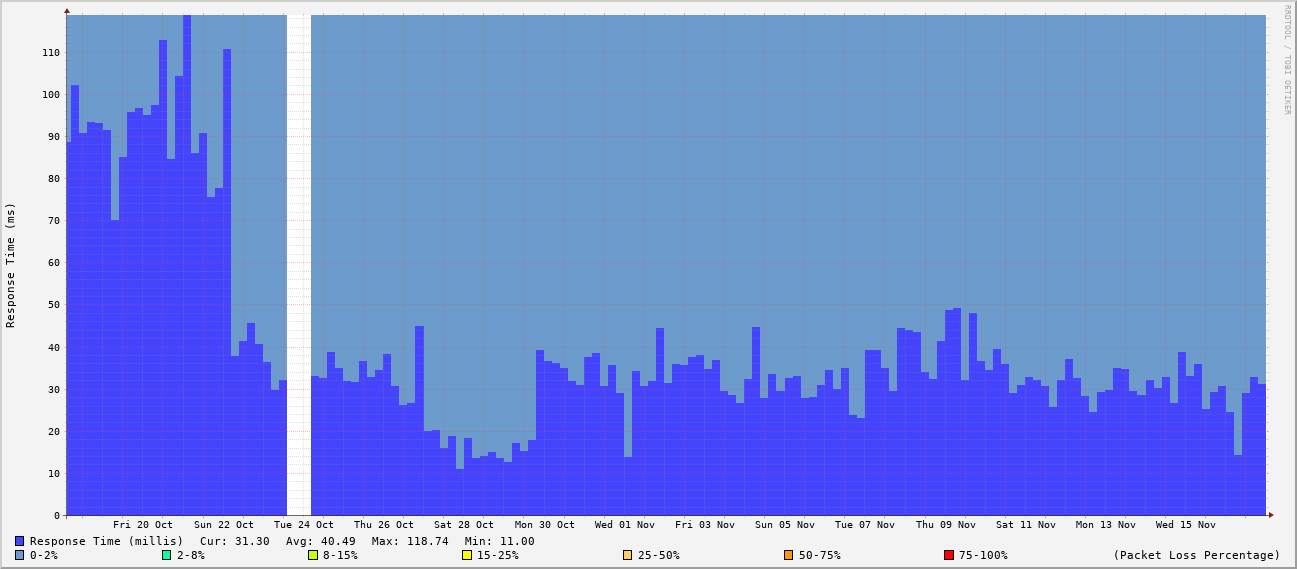 RRDTOOL / TOBI OETIKER
Response Time (ms)
110
100
90
80
70
60
50
40
30
20
10
0
Fri 20 Oct Sun 22 Oct Tue 24 Oct Thu 26 Oct Sat 28 Oct Mon 30 Oct Wed 01 Nov Fri 03 Nov Sun 05 Nov Tue 07 Nov Thu 09 Nov Sat 11 Nov Mon 13 Nov Wed 15 Nov
Response Time (millis) Cur: 31.30 Avg: 40.49 Max: 118.74 Min: 11.00
0-2% 2-8% 8-15% 15-25% 25-50% 50-75% 75-100% (Packet Loss Percentage)